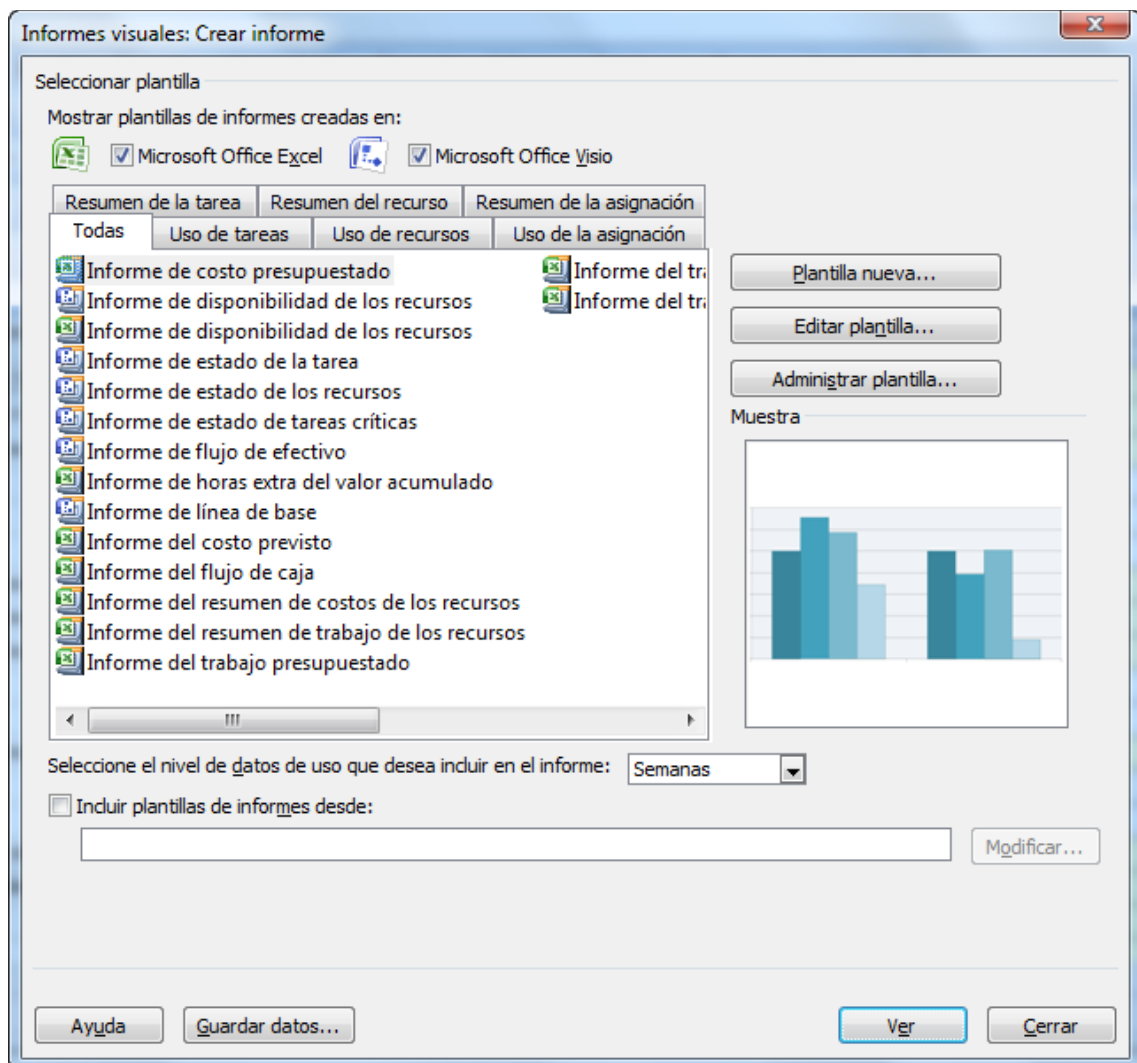 Informes visuales: Crear informe
Seleccionar plantilla
Mostrar plantillas de informes creadas en:
Microsoft Office Excel Microsoft Office Visio
Resumen de la tarea Resumen del recurso Resumen de la asignación
Todas Uso de tareas Uso de recursos Uso de la asignación
Informe de costo presupuestado Informe del tra
Informe de disponibilidad de los recursos Informe del tra
Informe de disponibilidad de los recursos
Informe de estado de la tarea
Informe de estado de los recursos
Informe de estado de tareas críticas
Informe de flujo de efectivo
Informe de horas extra del valor acumulado
Informe de línea de base
Informe del costo previsto
Informe del flujo de caja
Informe del resumen de costos de los recursos
Informe del resumen de trabajo de los recursos
Informe del trabajo presupuestado
Plantilla nueva...
Editar plantilla...
Administrar plantilla...
Muestra
Seleccione el nivel de datos de uso que desea incluir en el informe: Semanas
Incluir plantillas de informes desde:
Modificar...
Ayuda Guardar datos... Ver Cerrar